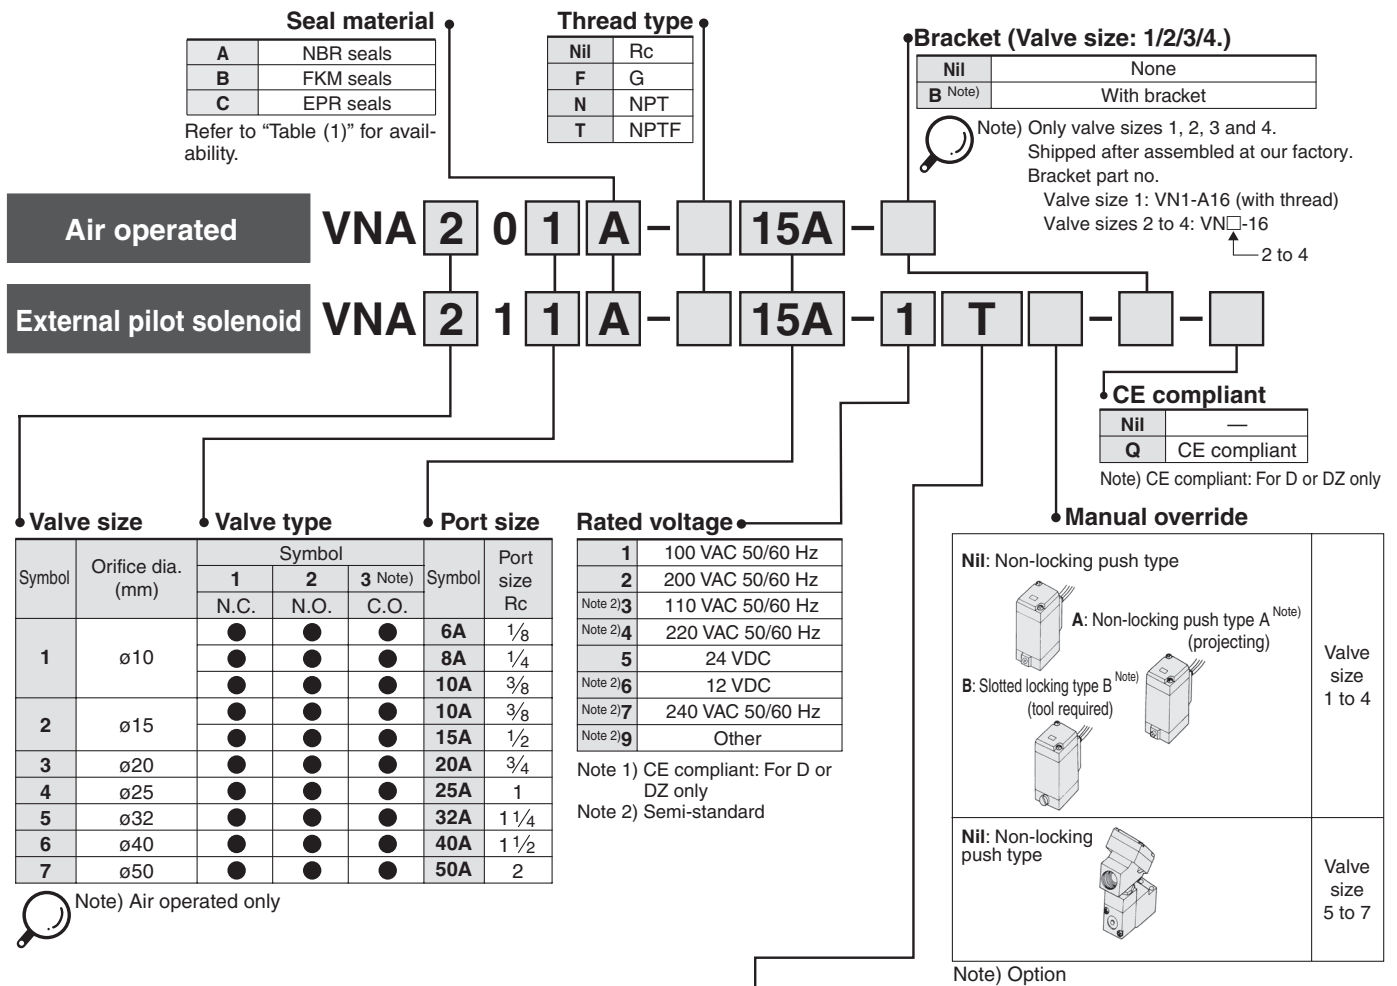 Seal material
A NBR seals
B FKM seals
C EPR seals
Refer to “Table (1)” for avail-
ability.
Thread type
Nil Rc
F G
N NPT
T NPTF
Bracket (Valve size: 1/2/3/4.)
Nil None
B Note) With bracket
Note) Only valve sizes 1, 2, 3 and 4.
Shipped after assembled at our factory.
Bracket part no.
Valve size 1: VN1-A16 (with thread)
Valve sizes 2 to 4: VN□-16
2 to 4
Air operated VNA 2 0 1 A – □ 15A – □
External pilot solenoid VNA 2 1 1 A – □ 15A – 1 T □ – □ – □
CE compliant
Nil —
Q CE compliant
Note) CE compliant: For D or DZ only
Valve size
Valve type
Port size
Symbol Orifice dia. (mm) Symbol Symbol Port size Rc
1 2 3 Note)
N.C. N.O. C.O.
1 ø10 ● ● ● 6A 1/8
● ● ● 8A 1/4
● ● ● 10A 3/8
2 ø15 ● ● ● 10A 3/8
● ● ● 15A 1/2
3 ø20 ● ● ● 20A 3/4
4 ø25 ● ● ● 25A 1
5 ø32 ● ● ● 32A 1 1/4
6 ø40 ● ● ● 40A 1 1/2
7 ø50 ● ● ● 50A 2
Note) Air operated only
Rated voltage
1 100 VAC 50/60 Hz
2 200 VAC 50/60 Hz
Note 2) 3 110 VAC 50/60 Hz
Note 2) 4 220 VAC 50/60 Hz
5 24 VDC
Note 2) 6 12 VDC
Note 2) 7 240 VAC 50/60 Hz
Note 2) 9 Other
Note 1) CE compliant: For D or
DZ only
Note 2) Semi-standard
Manual override
Nil: Non-locking push type
A: Non-locking push type A Note)
(projecting)
B: Slotted locking type B Note)
(tool required)
Valve
size
1 to 4
Nil: Non-locking
push type
Valve
size
5 to 7
Note) Option